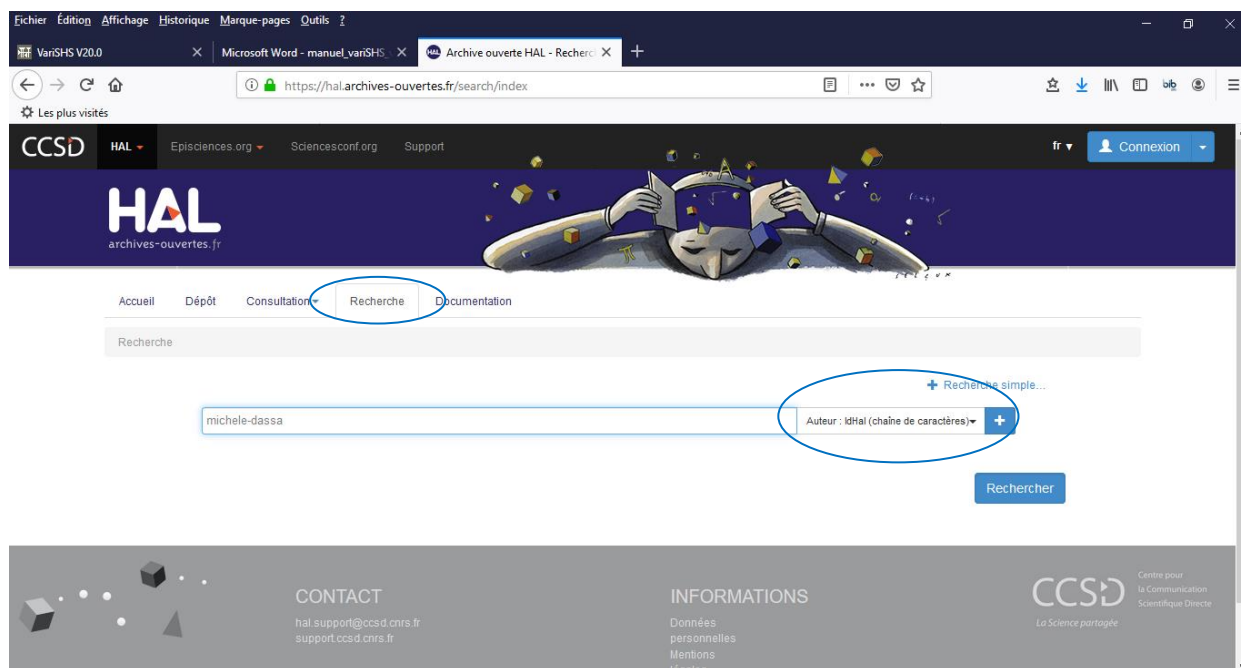 Fichier Édition Affichage Historique Marque-pages Outils ?
VariSHS V20.0 Microsoft Word - manuel_variSHS_ Archive ouverte HAL - Recherc
https://hal.archives-ouvertes.fr/search/index
Les plus visités
CCSD HAL Episciences.org Sciencesconf.org Support fr Connexion
HAL
archives-ouvertes.fr
Accueil Dépôt Consultation Recherche Documentation
Recherche
+ Recherche simple...
michele-dassa Auteur : IdHal (chaîne de caractères) +
Rechercher
CONTACT
hal.support@ccsd.cnrs.fr
support.ccsd.cnrs.fr
INFORMATIONS
Données
personnelles
Mentions
CCSD
La Science partagée
Centre pour
la Communication
Scientifique Directe